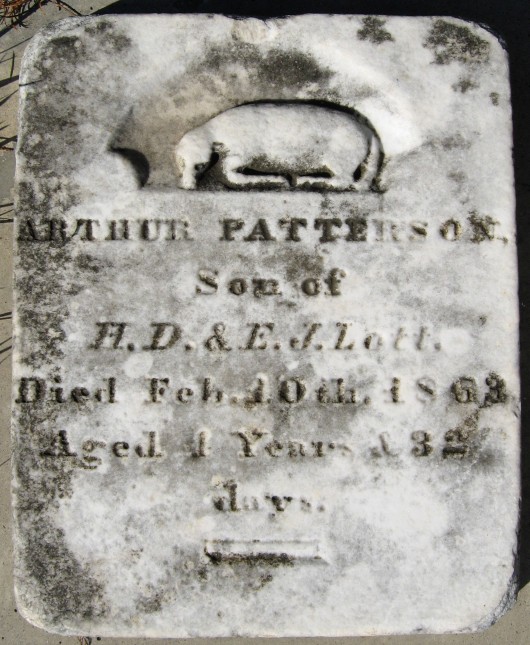 ARTHUR PATTERSON,
Son of
H.D. & E.J. Lott.
Died Feb. 10th. 1863
Aged 1 Years & 32
days.